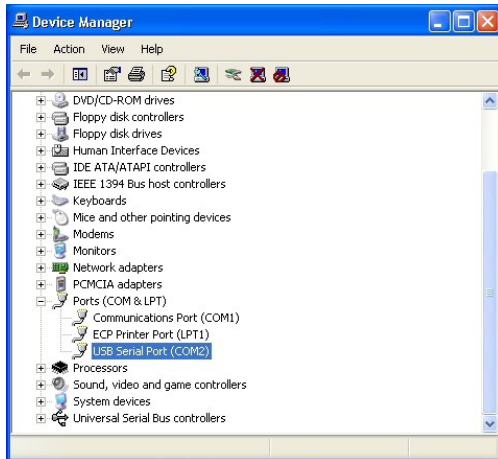 Device Manager
File Action View Help
DVD/CD-ROM drives
Floppy disk controllers
Floppy disk drives
Human Interface Devices
IDE ATA/ATAPI controllers
IEEE 1394 Bus host controllers
Keyboards
Mice and other pointing devices
Modems
Monitors
Network adapters
PCMCIA adapters
Ports (COM & LPT)
Communications Port (COM1)
ECP Printer Port (LPT1)
USB Serial Port (COM2)
Processors
Sound, video and game controllers
System devices
Universal Serial Bus controllers